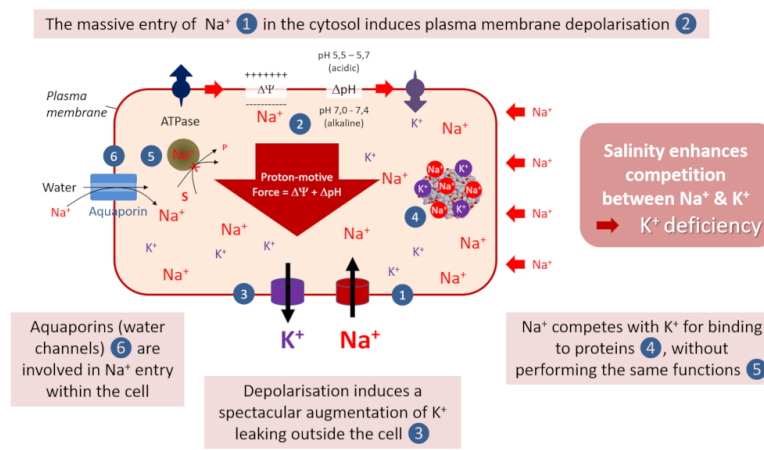 The massive entry of Na⁺ 1 in the cytosol induces plasma membrane depolarisation 2
pH 5,5 – 5,7
(acidic)
+++++++
ΔΨ
ΔpH
----------
pH 7,0 - 7,4
(alkaline)
Plasma
membrane
ATPase
Na⁺
2
K⁺
Na⁺
Na⁺
6
5
Na⁺
P
S
Water
Na⁺
Aquaporin
Na⁺
Proton-motive
Force = ΔΨ + ΔpH
K⁺
Na⁺
Na⁺
K⁺
K⁺
Na⁺
Na⁺
Na⁺
K⁺
4
Na⁺
Na⁺
Na⁺
K⁺
K⁺
K⁺
Na⁺
Na⁺
K⁺
Na⁺
K⁺
Na⁺
Na⁺
3
1
K⁺
Na⁺
Salinity enhances
competition
between Na⁺ & K⁺
K⁺ deficiency
Aquaporins (water
channels) 6 are
involved in Na⁺ entry
within the cell
Depolarisation induces a
spectacular augmentation of K⁺
leaking outside the cell 3
Na⁺ competes with K⁺ for binding
to proteins 4, without
performing the same functions 5